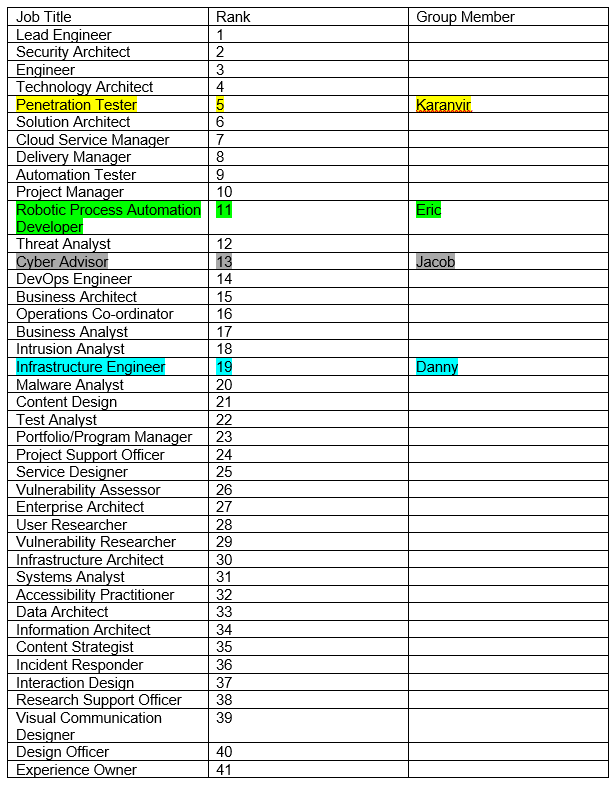 Job Title Rank Group Member
Lead Engineer 1
Security Architect 2
Engineer 3
Technology Architect 4
Penetration Tester 5 Karanvir
Solution Architect 6
Cloud Service Manager 7
Delivery Manager 8
Automation Tester 9
Project Manager 10
Robotic Process Automation 11 Eric
Developer
Threat Analyst 12
Cyber Advisor 13 Jacob
DevOps Engineer 14
Business Architect 15
Operations Co-ordinator 16
Business Analyst 17
Intrusion Analyst 18
Infrastructure Engineer 19 Danny
Malware Analyst 20
Content Design 21
Test Analyst 22
Portfolio/Program Manager 23
Project Support Officer 24
Service Designer 25
Vulnerability Assessor 26
Enterprise Architect 27
User Researcher 28
Vulnerability Researcher 29
Infrastructure Architect 30
Systems Analyst 31
Accessibility Practitioner 32
Data Architect 33
Information Architect 34
Content Strategist 35
Incident Responder 36
Interaction Design 37
Research Support Officer 38
Visual Communication 39
Designer
Design Officer 40
Experience Owner 41